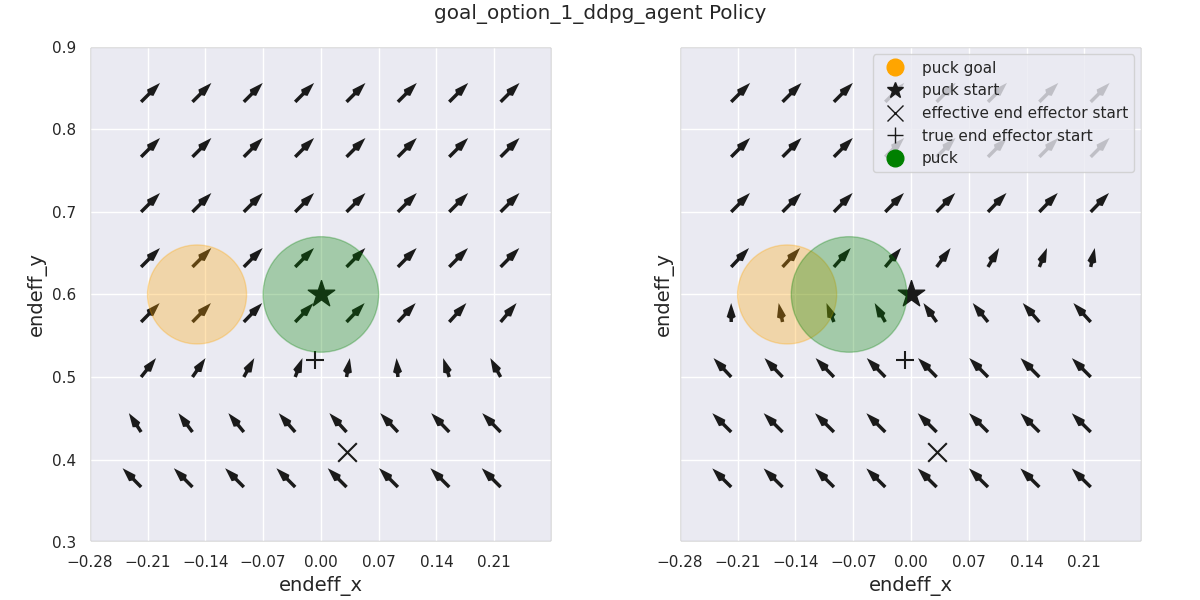 goal_option_1_ddpg_agent Policy
0.9
0.8
0.7
0.6
0.5
0.4
0.3
endeff_y
−0.28 −0.21 −0.14 −0.07 0.00 0.07 0.14 0.21
endeff_x
puck goal
puck start
effective end effector start
true end effector start
puck
endeff_y
−0.28 −0.21 −0.14 −0.07 0.00 0.07 0.14 0.21
endeff_x